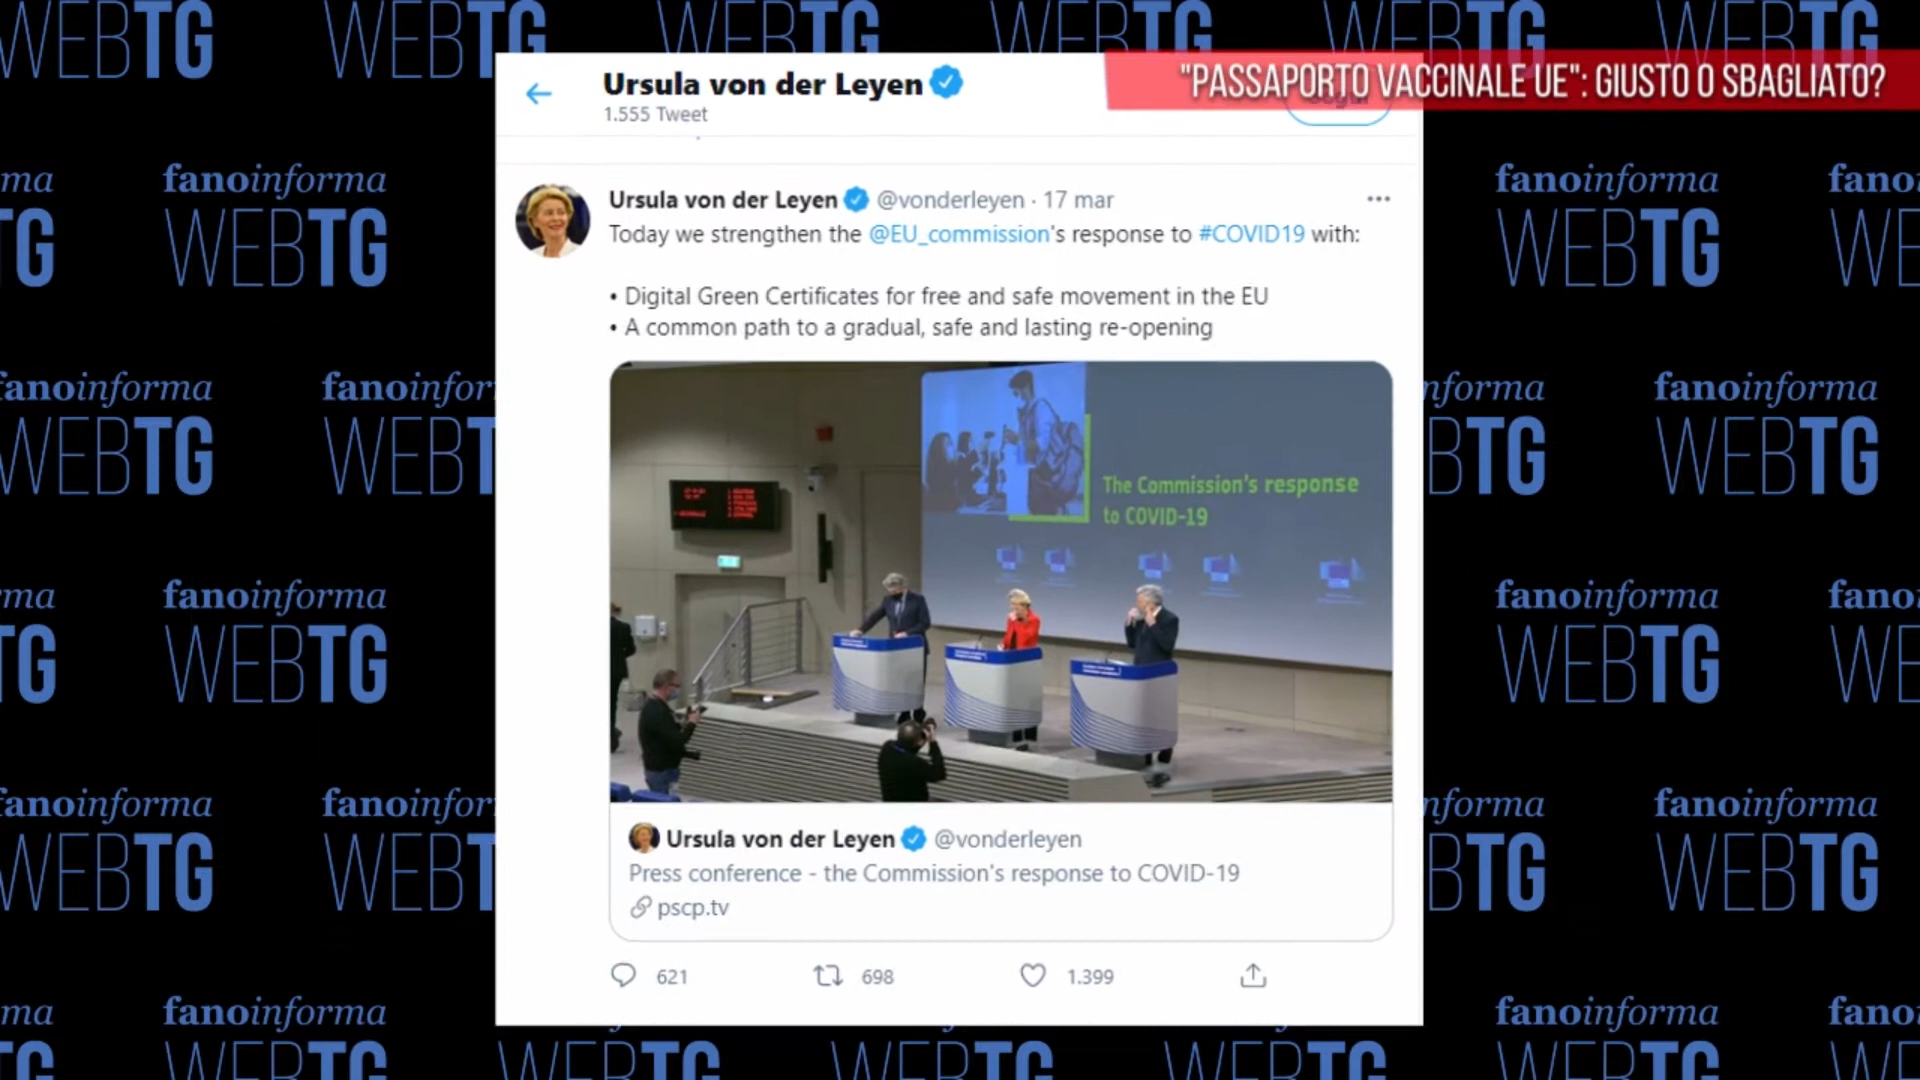 "PASSAPORTO VACCINALE UE": GIUSTO O SBAGLIATO?
Ursula von der Leyen
1.555 Tweet
Ursula von der Leyen @vonderleyen · 17 mar
Today we strengthen the @EU_commission's response to #COVID19 with:
• Digital Green Certificates for free and safe movement in the EU
• A common path to a gradual, safe and lasting re-opening
The Commission's response
to COVID-19
Ursula von der Leyen @vonderleyen
Press conference - the Commission's response to COVID-19
pscp.tv
621 698 1.399
fanoinforma
WEBTG